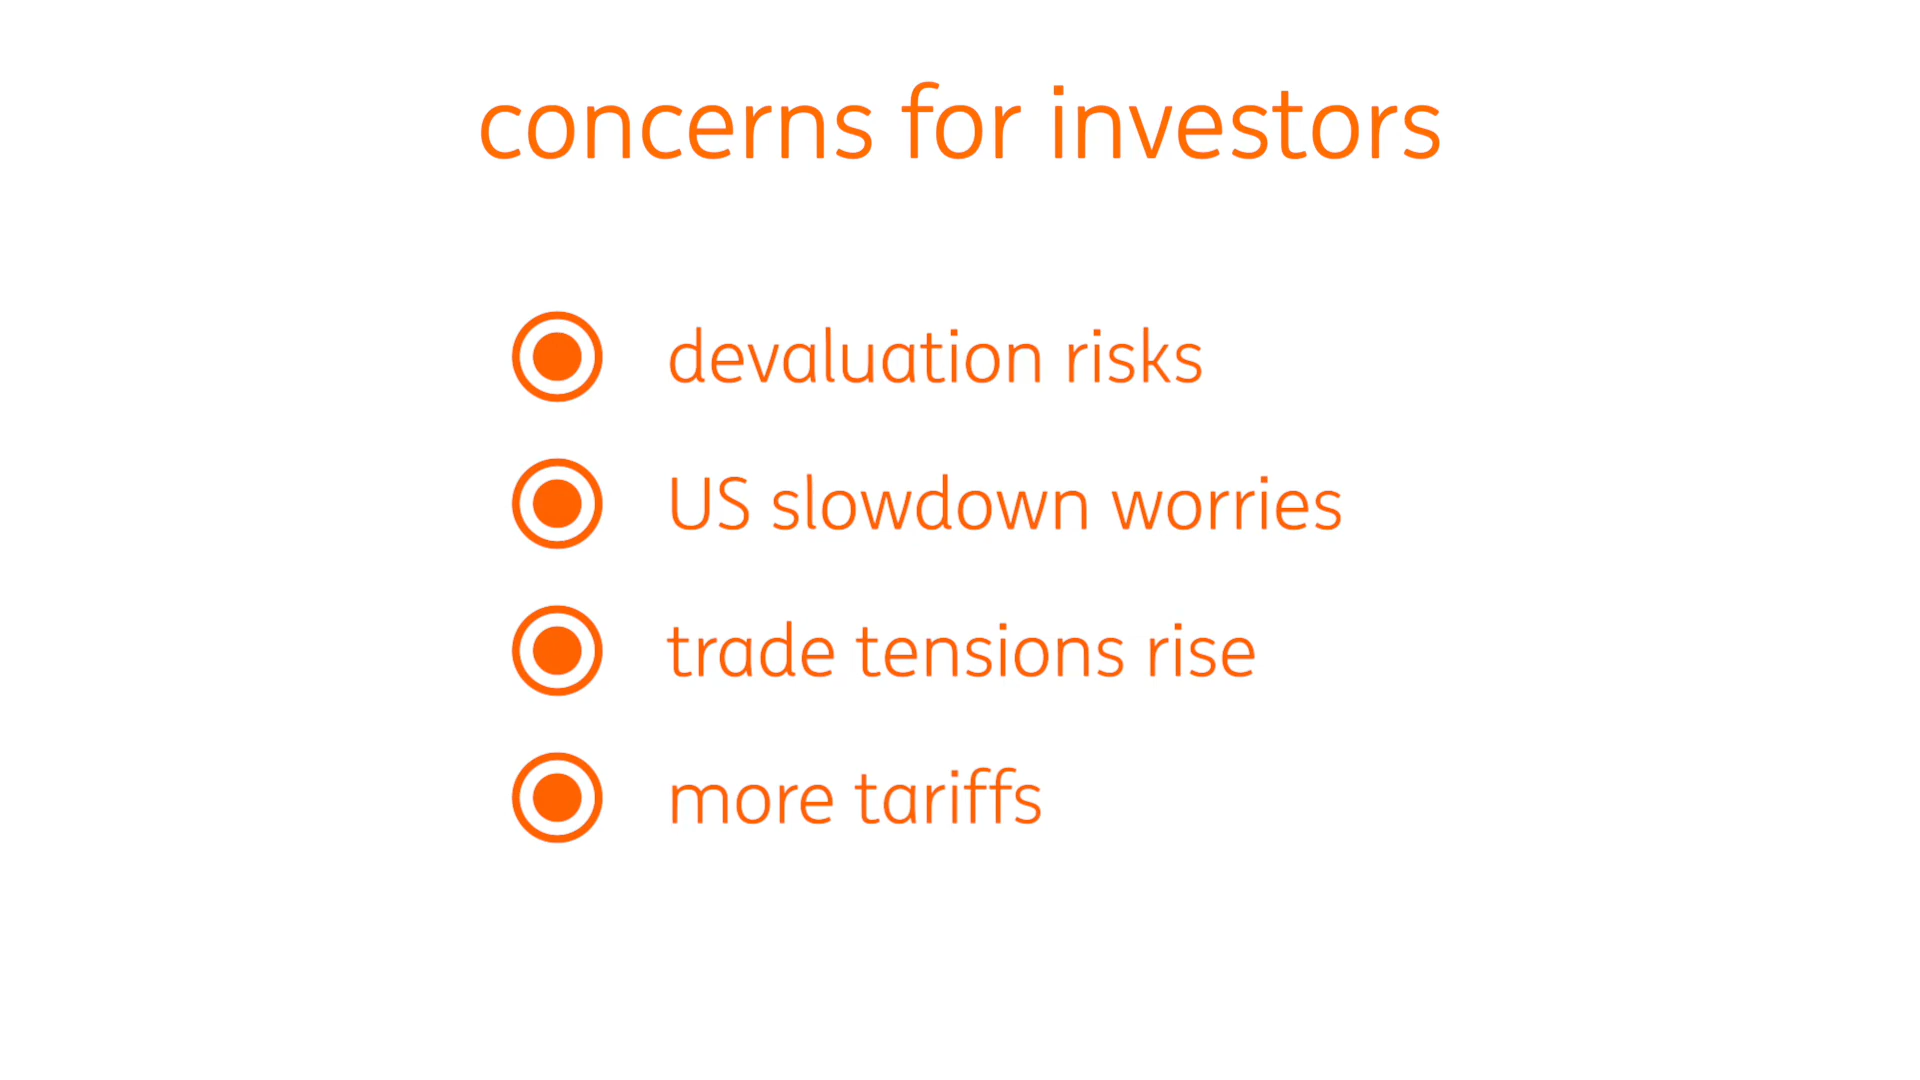 concerns for investors
devaluation risks
US slowdown worries
trade tensions rise
more tariffs